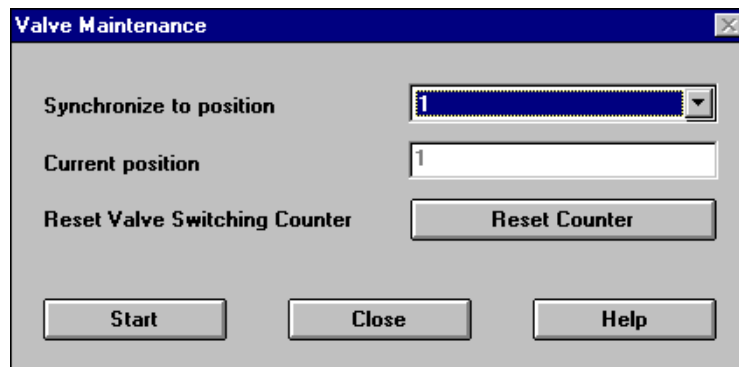 Valve Maintenance
Synchronize to position 1
Current position 1
Reset Valve Switching Counter Reset Counter
Start Close Help